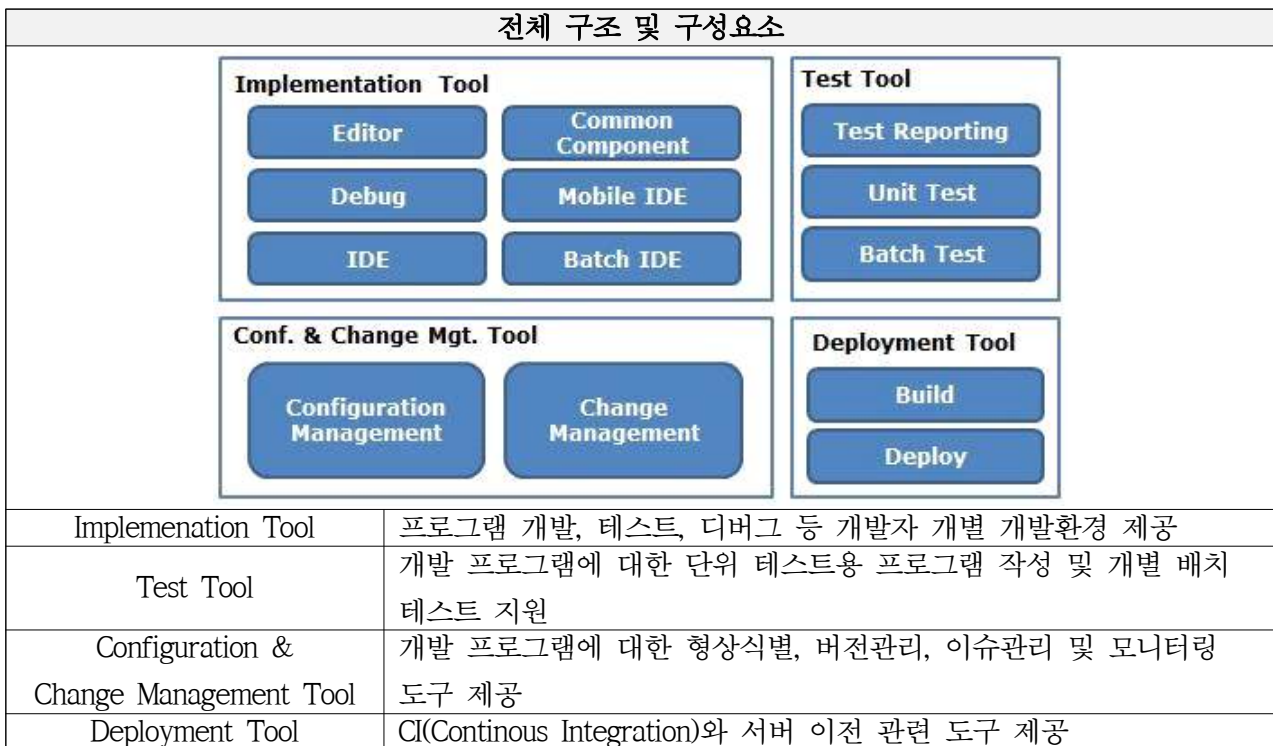 전체 구조 및 구성요소
Implementation Tool
Editor
Common
Component
Debug
Mobile IDE
IDE
Batch IDE
Test Tool
Test Reporting
Unit Test
Batch Test
Conf. & Change Mgt. Tool
Configuration
Management
Change
Management
Deployment Tool
Build
Deploy
Implemenation Tool
프로그램 개발, 테스트, 디버그 등 개발자 개별 개발환경 제공
Test Tool
개발 프로그램에 대한 단위 테스트용 프로그램 작성 및 개별 배치
테스트 지원
Configuration &
Change Management Tool
개발 프로그램에 대한 형상식별, 버전관리, 이슈관리 및 모니터링
도구 제공
Deployment Tool
CI(Continous Integration)와 서버 이전 관련 도구 제공